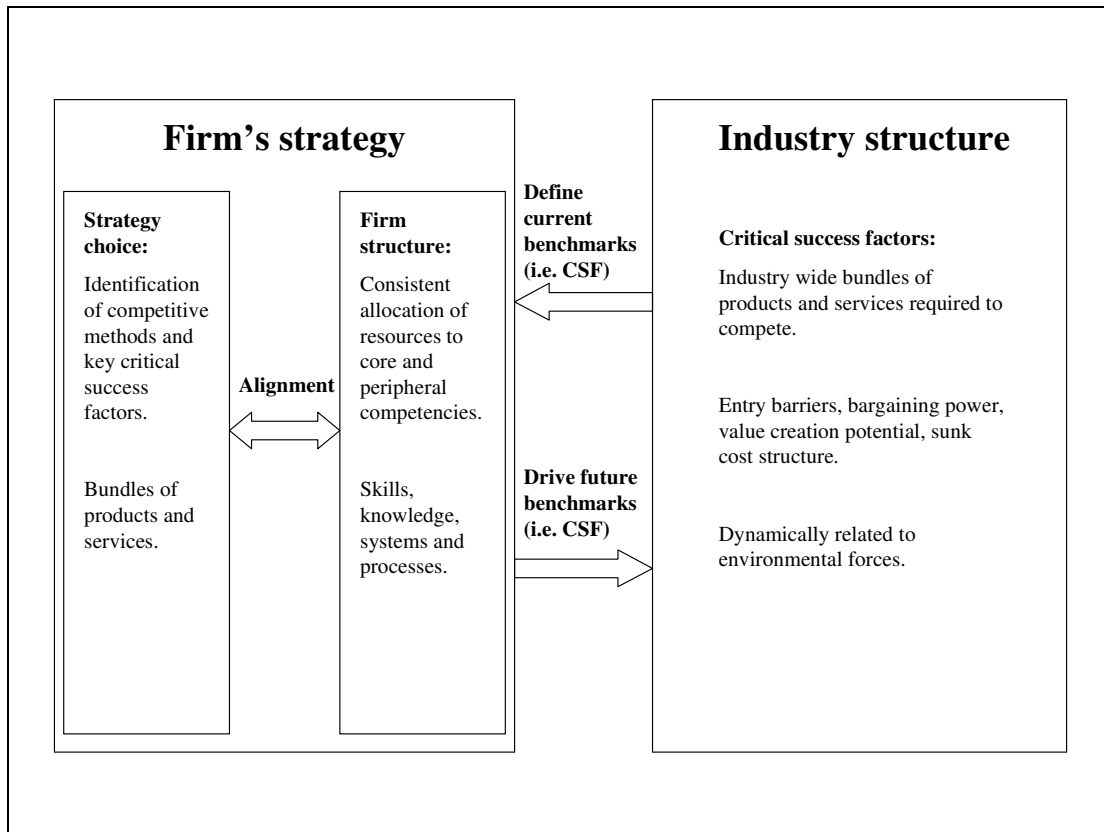 Firm’s strategy
Strategy
choice:
Identification
of competitive
methods and
key critical
success
factors.
Bundles of
products and
services.
Alignment
Firm
structure:
Consistent
allocation of
resources to
core and
peripheral
competencies.
Skills,
knowledge,
systems and
processes.
Define
current
benchmarks
(i.e. CSF)
Drive future
benchmarks
(i.e. CSF)
Industry structure
Critical success factors:
Industry wide bundles of
products and services required to
compete.
Entry barriers, bargaining power,
value creation potential, sunk
cost structure.
Dynamically related to
environmental forces.